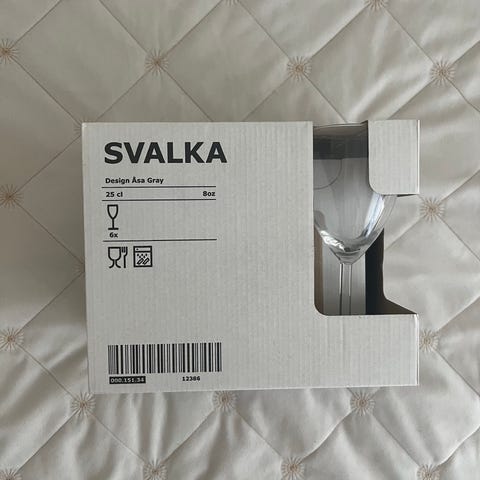 SVALKA
Design Åsa Gray
25 cl 8oz
6x
000.151.34 12386